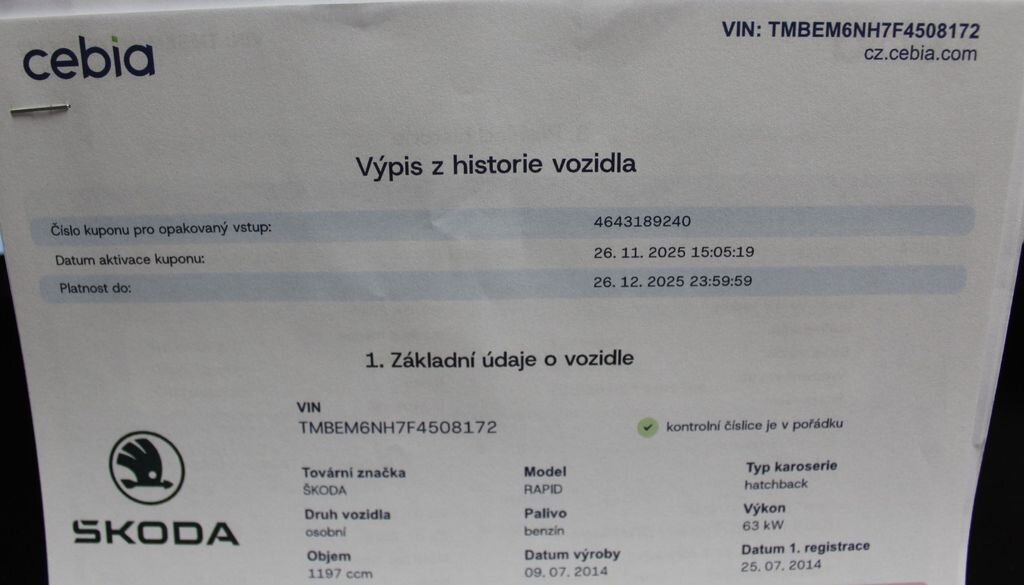 cebia
VIN: TMBEM6NH7F4508172
cz.cebia.com
Výpis z historie vozidla
Číslo kuponu pro opakovaný vstup: 4643189240
Datum aktivace kuponu: 26. 11. 2025 15:05:19
Platnost do: 26. 12. 2025 23:59:59
1. Základní údaje o vozidle
VIN
TMBEM6NH7F4508172 kontrolní číslice je v pořádku
Tovární značka Model Typ karoserie
ŠKODA RAPID hatchback
Druh vozidla Palivo Výkon
osobní benzín 63 kW
Objem Datum výroby Datum 1. registrace
1197 ccm 09. 07. 2014 25. 07. 2014
ŠKODA